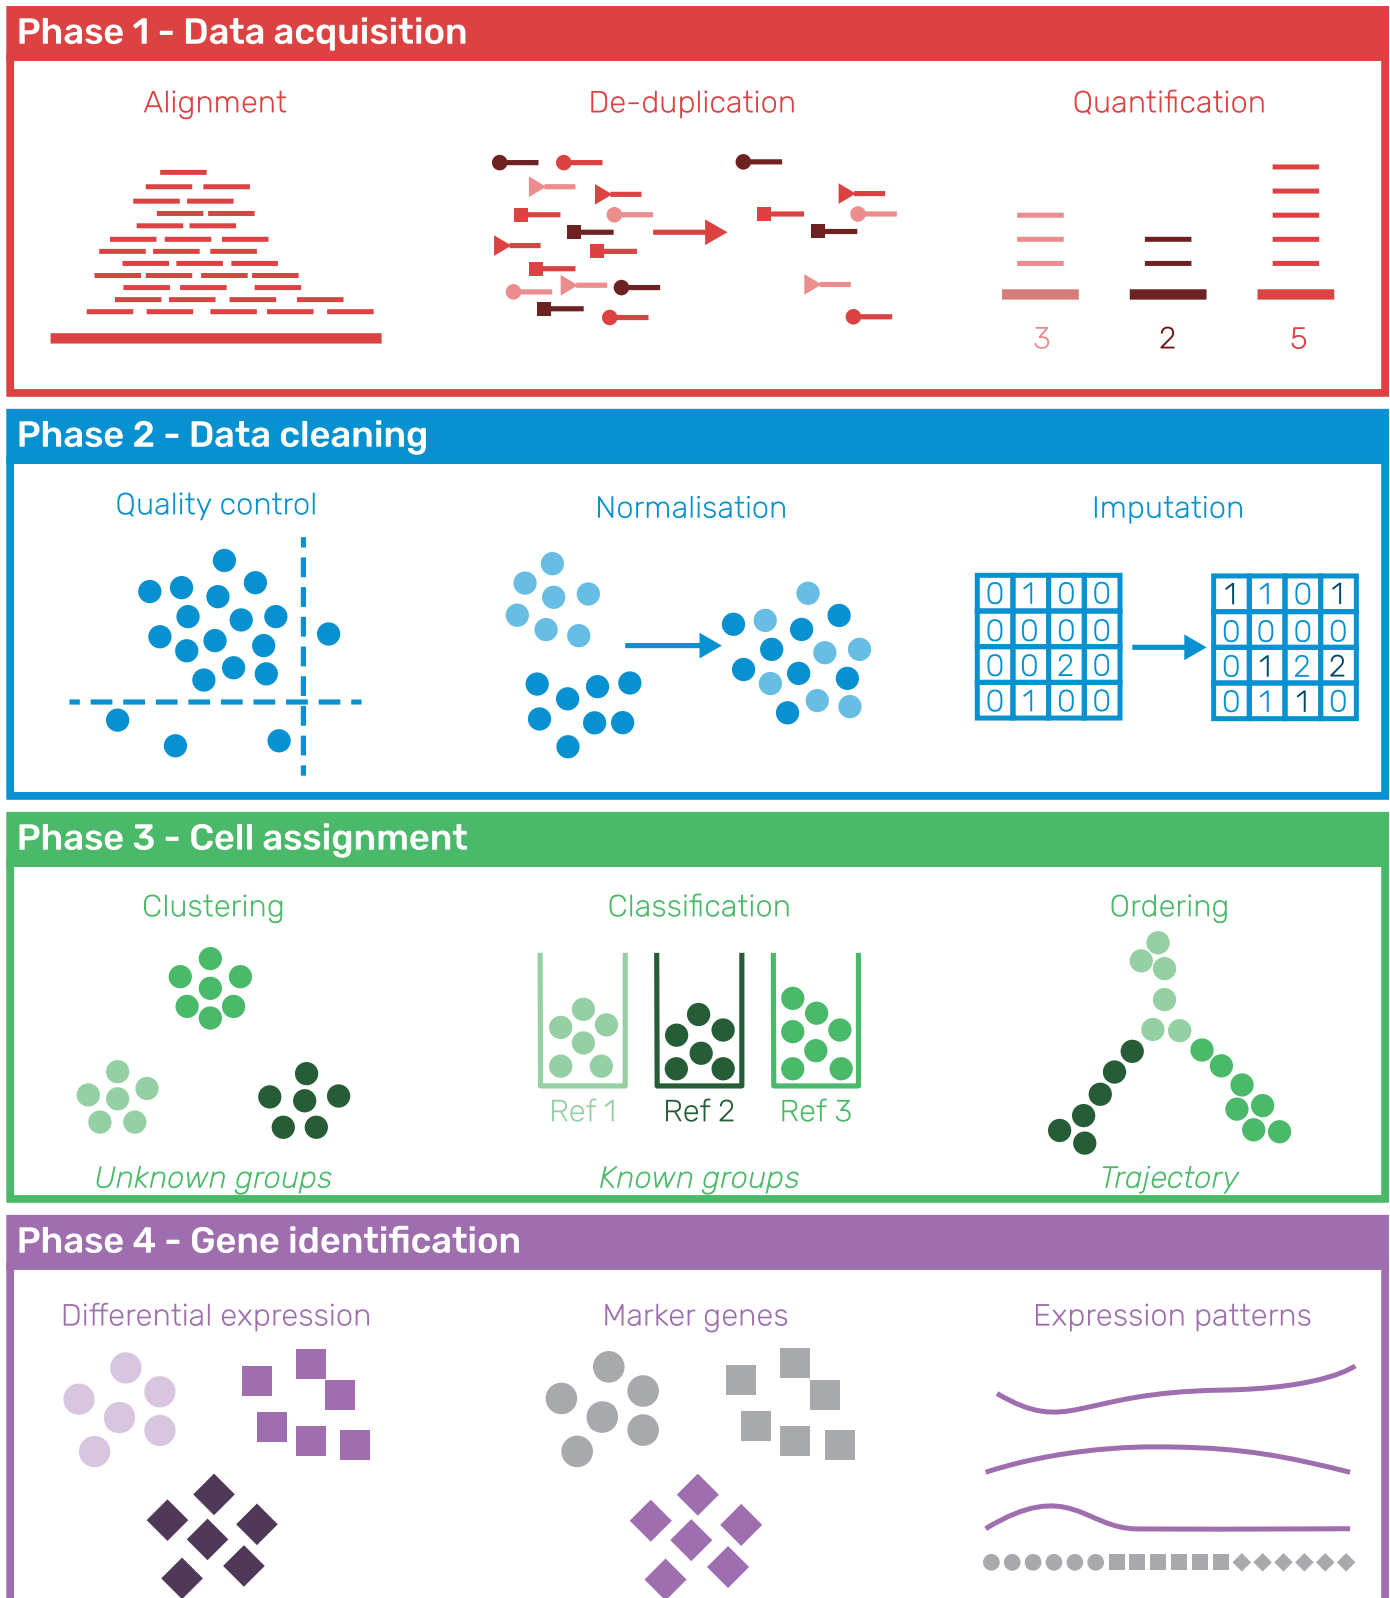 Phase 1 - Data acquisition
Alignment
De-duplication
Quantification
3
2
5
Phase 2 - Data cleaning
Quality control
Normalisation
Imputation
0 1 0 0
0 0 0 0
0 0 2 0
0 1 0 0
1 1 0 1
0 0 0 0
0 1 2 2
0 1 1 0
Phase 3 - Cell assignment
Clustering
Classification
Ordering
Ref 1
Ref 2
Ref 3
Unknown groups
Known groups
Trajectory
Phase 4 - Gene identification
Differential expression
Marker genes
Expression patterns